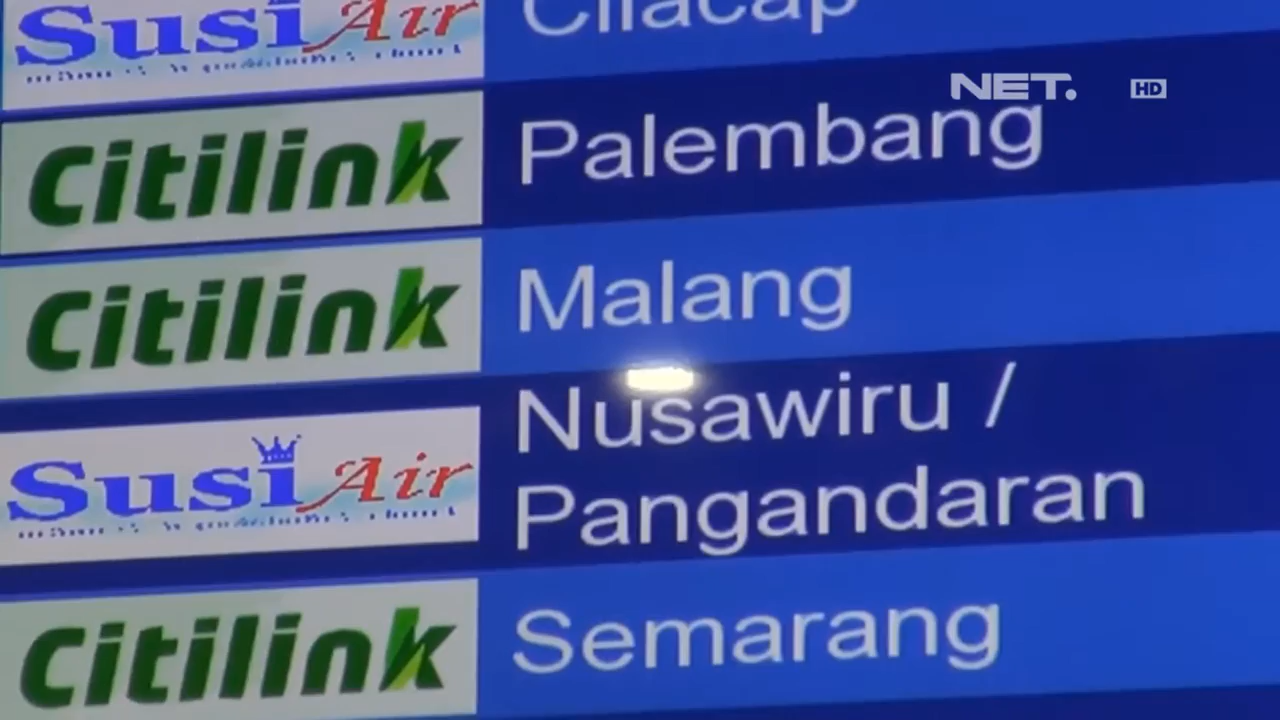 Susi Air
Cilacap
NET.
HD
Citilink
Palembang
Citilink
Malang
Susi Air
Nusawiru /
Pangandaran
Citilink
Semarang